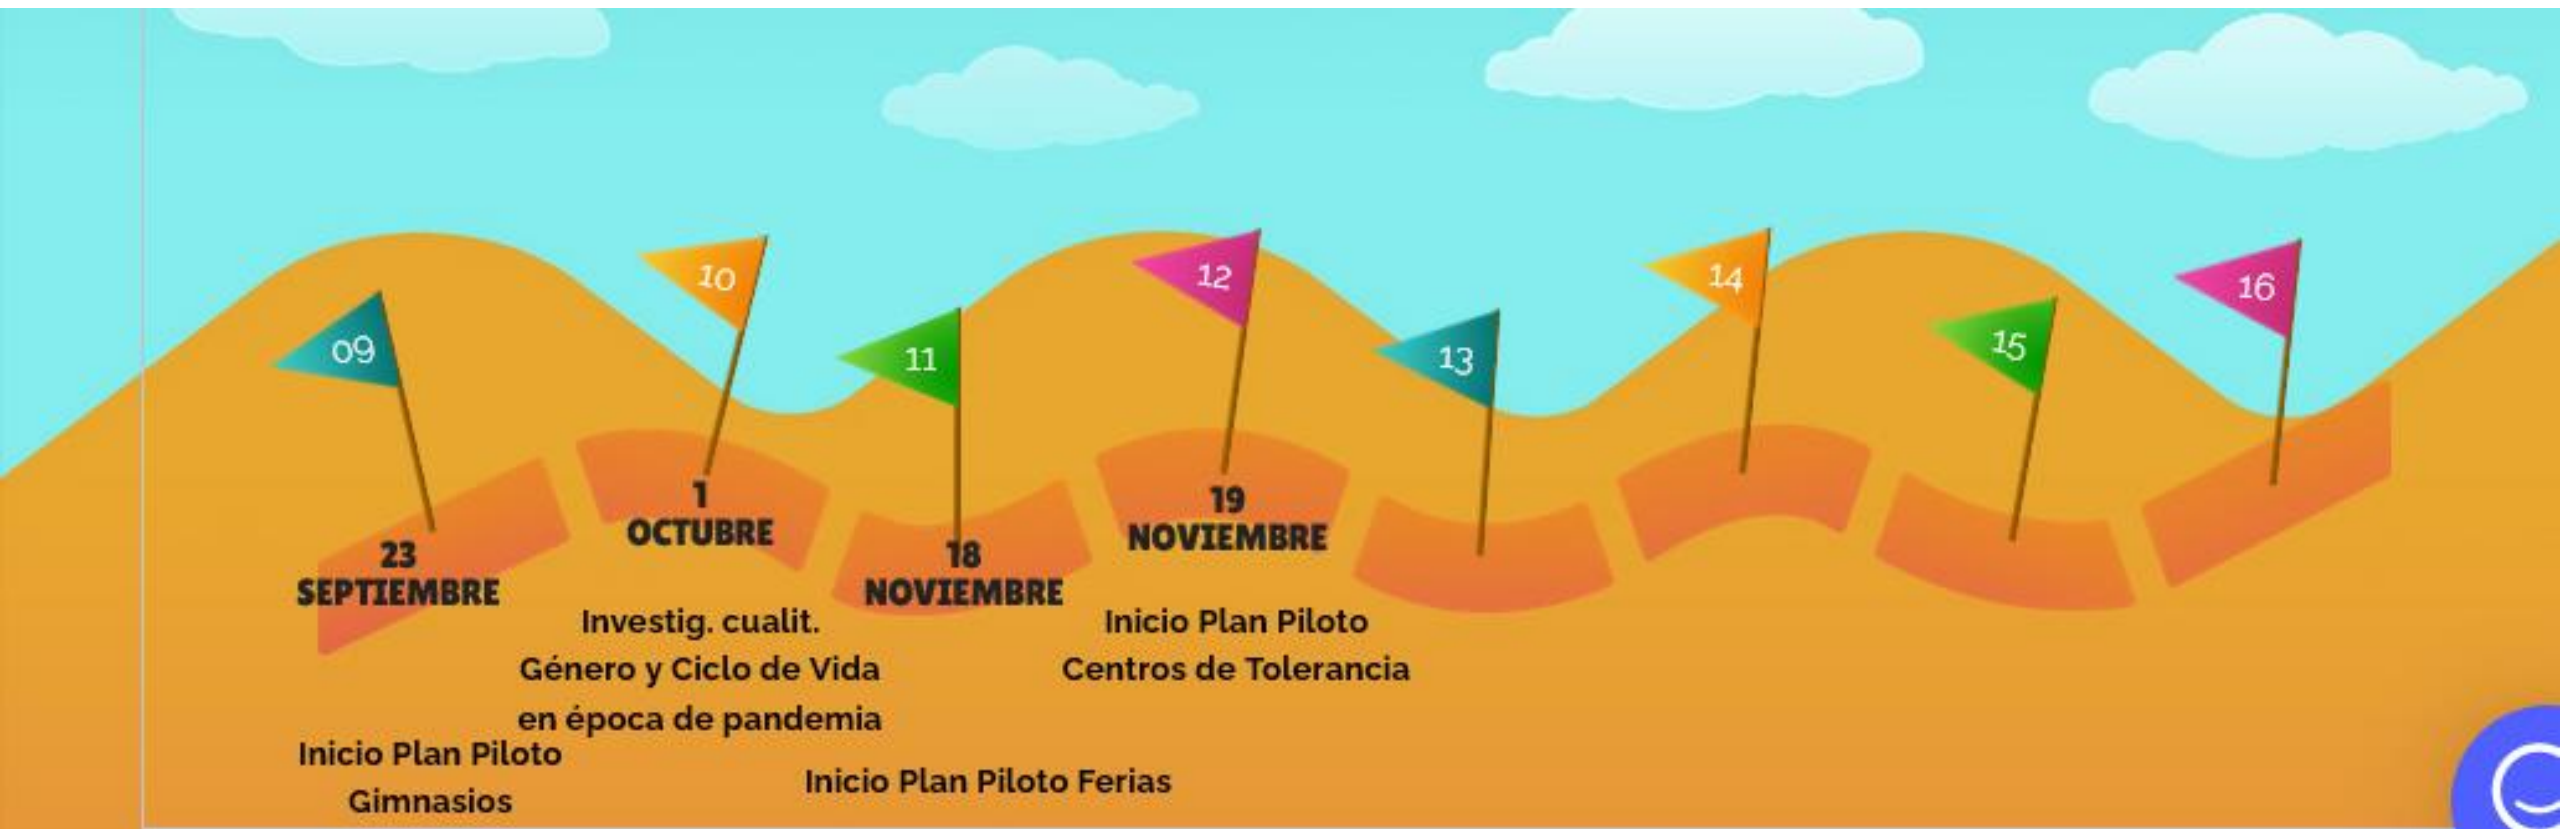 09
23
SEPTIEMBRE
Inicio Plan Piloto
Gimnasios
10
1
OCTUBRE
Investig. cualit.
Género y Ciclo de Vida
en época de pandemia
11
18
NOVIEMBRE
Inicio Plan Piloto Ferias
12
19
NOVIEMBRE
Inicio Plan Piloto
Centros de Tolerancia
13
14
15
16